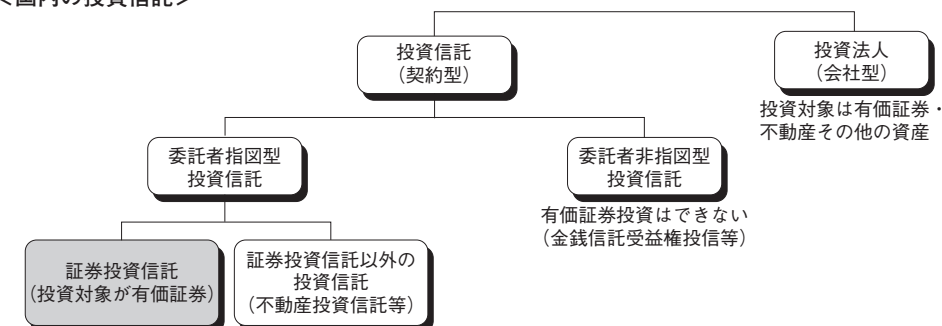 <国内の投資信託>
投資信託
(契約型)
投資法人
(会社型)
投資対象は有価証券・
不動産その他の資産
委託者指図型
投資信託
委託者非指図型
投資信託
有価証券投資はできない
(金銭信託受益権投信等)
証券投資信託
(投資対象が有価証券)
証券投資信託以外の
投資信託
(不動産投資信託等)